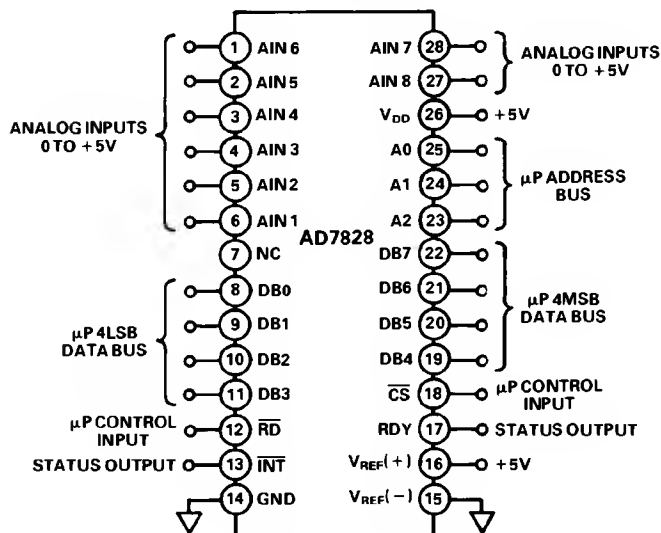 1 AIN 6
2 AIN 5
3 AIN 4
4 AIN 3
5 AIN 2
6 AIN 1
7 NC
8 DB0
9 DB1
10 DB2
11 DB3
12 R̅D̅
13 I̅N̅T̅
14 GND
ANALOG INPUTS
0 TO +5V
µP 4LSB
DATA BUS
µP CONTROL
INPUT
STATUS OUTPUT
AD7828
AIN 7 28
AIN 8 27
VDD 26 +5V
A0 25
A1 24
A2 23
DB7 22
DB6 21
DB5 20
DB4 19
C̅S̅ 18
RDY 17 STATUS OUTPUT
VREF(+) 16 +5V
VREF(−) 15
ANALOG INPUTS
0 TO +5V
µP ADDRESS
BUS
µP 4MSB
DATA BUS
µP CONTROL
INPUT